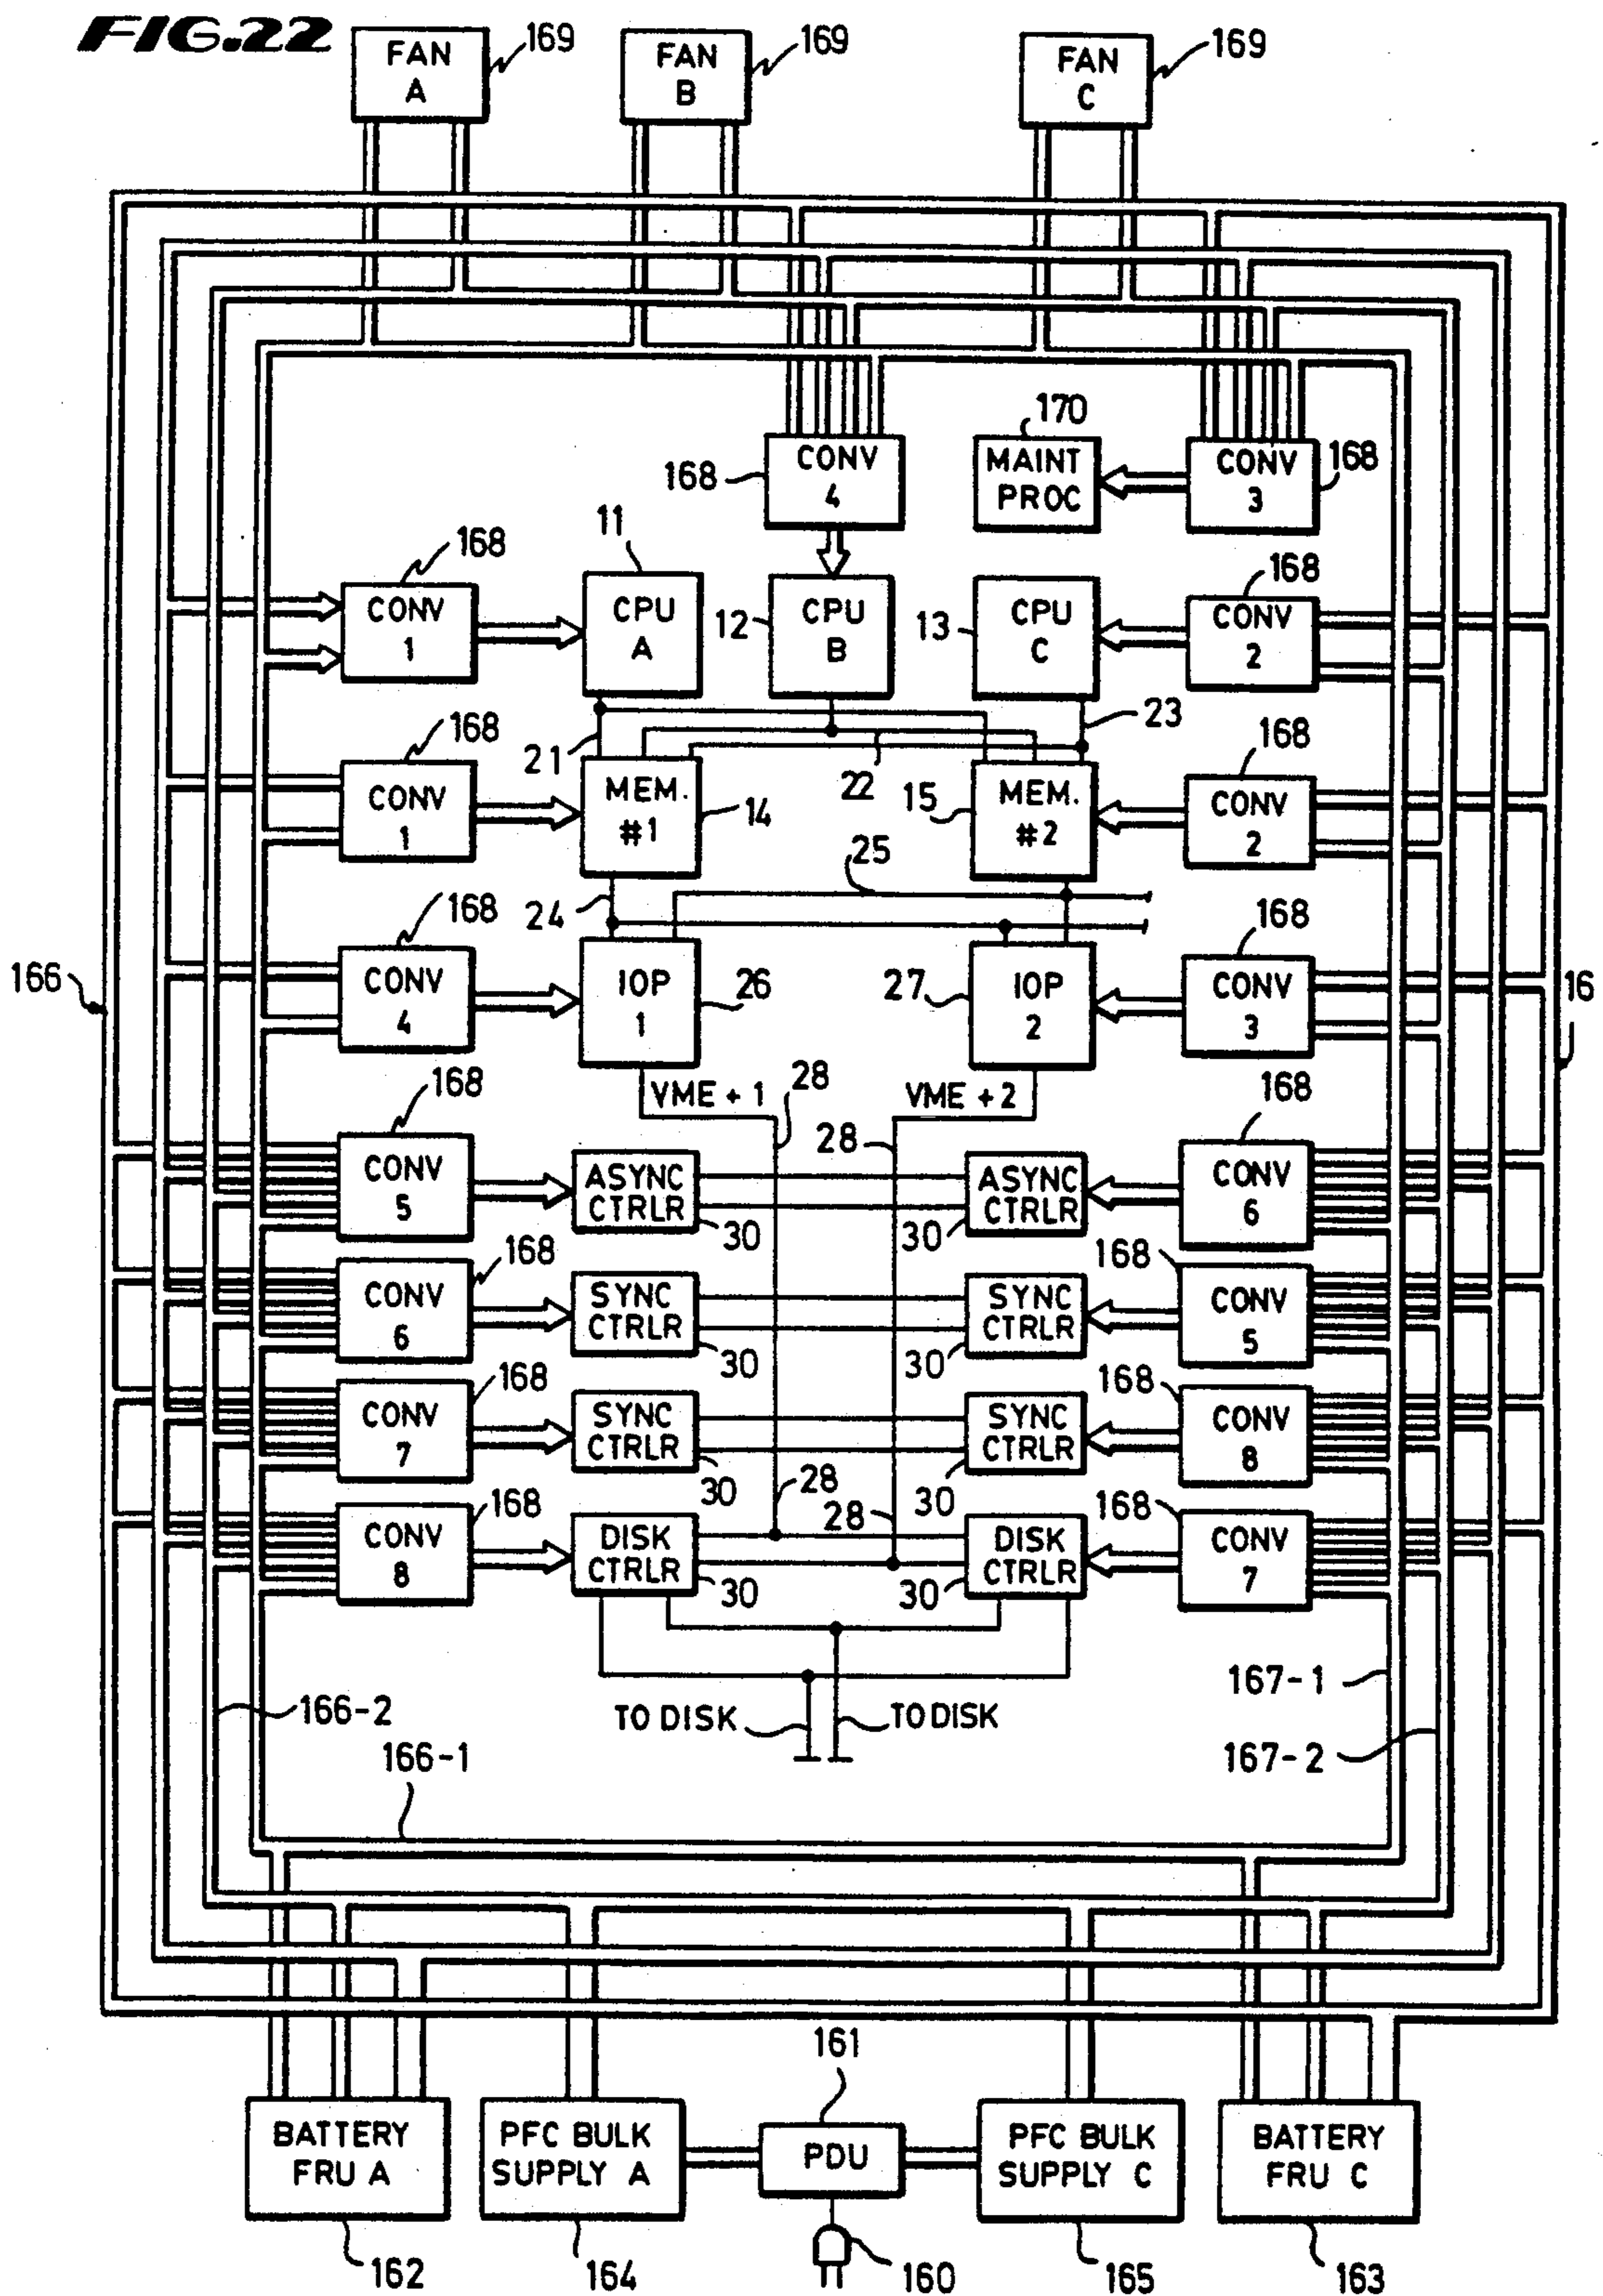 FIG.22
FAN
A
169
FAN
B
169
FAN
C
169
168
CONV
4
170
MAINT
PROC
CONV
3
168
168
CONV
1
11
CPU
A
12
CPU
B
13
CPU
C
168
CONV
2
21
22
23
168
CONV
1
MEM.
#1
14
15
MEM.
#2
168
CONV
2
24
25
166
168
CONV
4
IOP
1
26
27
IOP
2
168
CONV
3
16
VME + 1
28
VME + 2
28
168
CONV
5
ASYNC
CTRLR
30
ASYNC
CTRLR
30
168
CONV
6
168
CONV
6
SYNC
CTRLR
30
SYNC
CTRLR
30
168
CONV
5
168
CONV
7
SYNC
CTRLR
30
SYNC
CTRLR
30
168
CONV
8
28
28
168
CONV
8
DISK
CTRLR
30
DISK
CTRLR
30
168
CONV
7
166-2
TO DISK
TO DISK
167-1
166-1
167-2
161
BATTERY
FRU A
PFC BULK
SUPPLY A
PDU
PFC BULK
SUPPLY C
BATTERY
FRU C
162
164
160
165
163